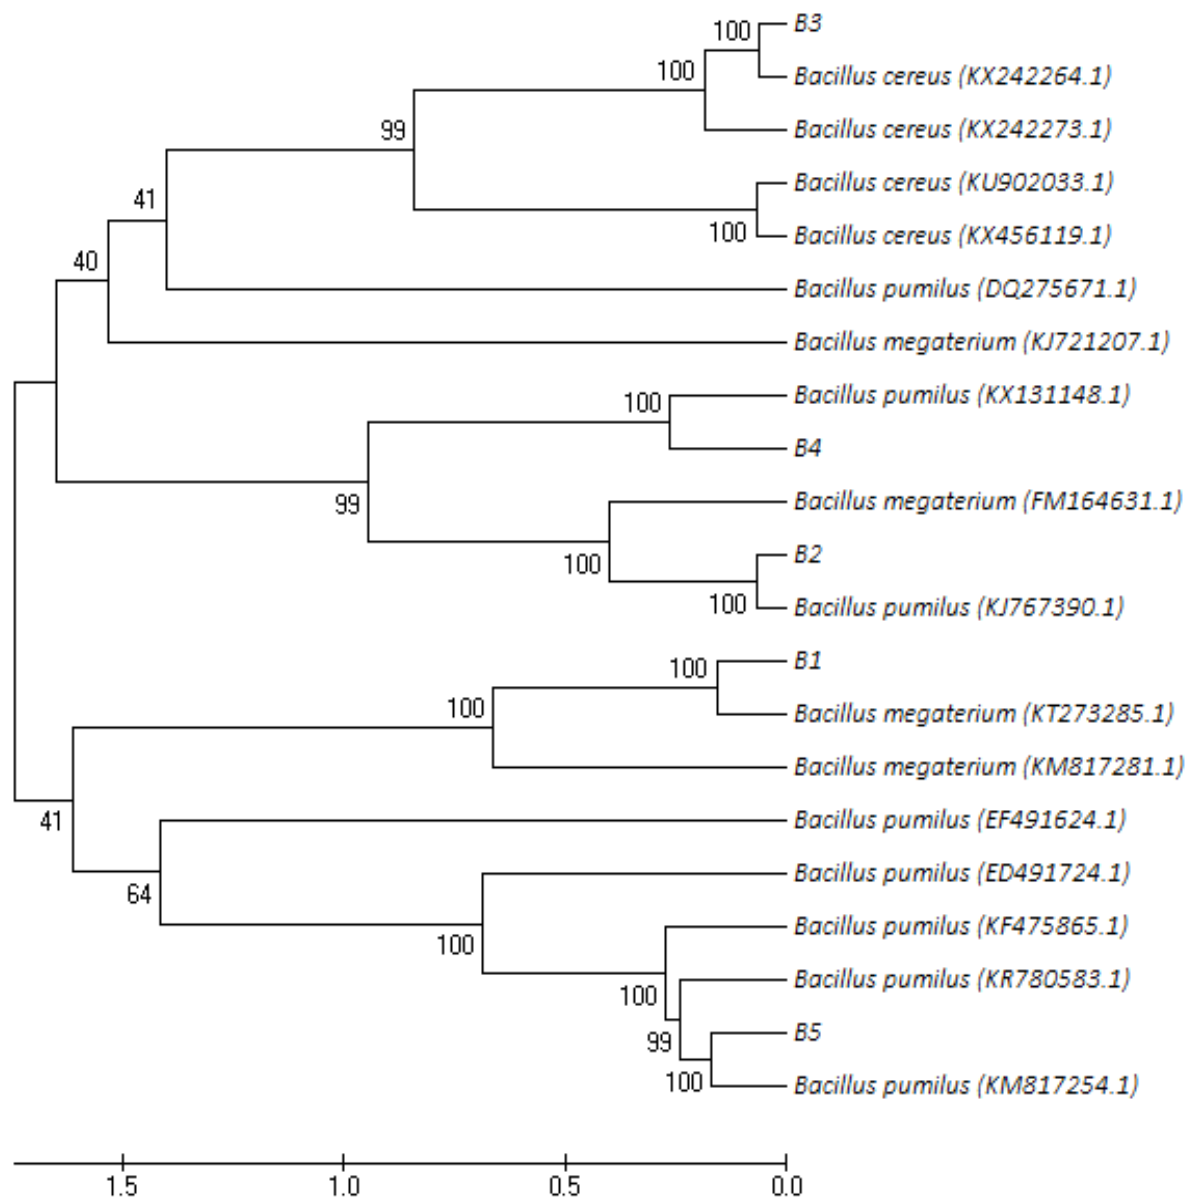 B3
100
Bacillus cereus (KX242264.1)
100
Bacillus cereus (KX242273.1)
99
Bacillus cereus (KU902033.1)
100
Bacillus cereus (KX456119.1)
41
40
Bacillus pumilus (DQ275671.1)
Bacillus megaterium (KJ721207.1)
Bacillus pumilus (KX131148.1)
100
B4
99
Bacillus megaterium (FM164631.1)
100
B2
100
Bacillus pumilus (KJ767390.1)
B1
100
100
Bacillus megaterium (KT273285.1)
Bacillus megaterium (KM817281.1)
41
Bacillus pumilus (EF491624.1)
64
Bacillus pumilus (ED491724.1)
100
Bacillus pumilus (KF475865.1)
100
Bacillus pumilus (KR780583.1)
99
B5
100
Bacillus pumilus (KM817254.1)
1.5 1.0 0.5 0.0